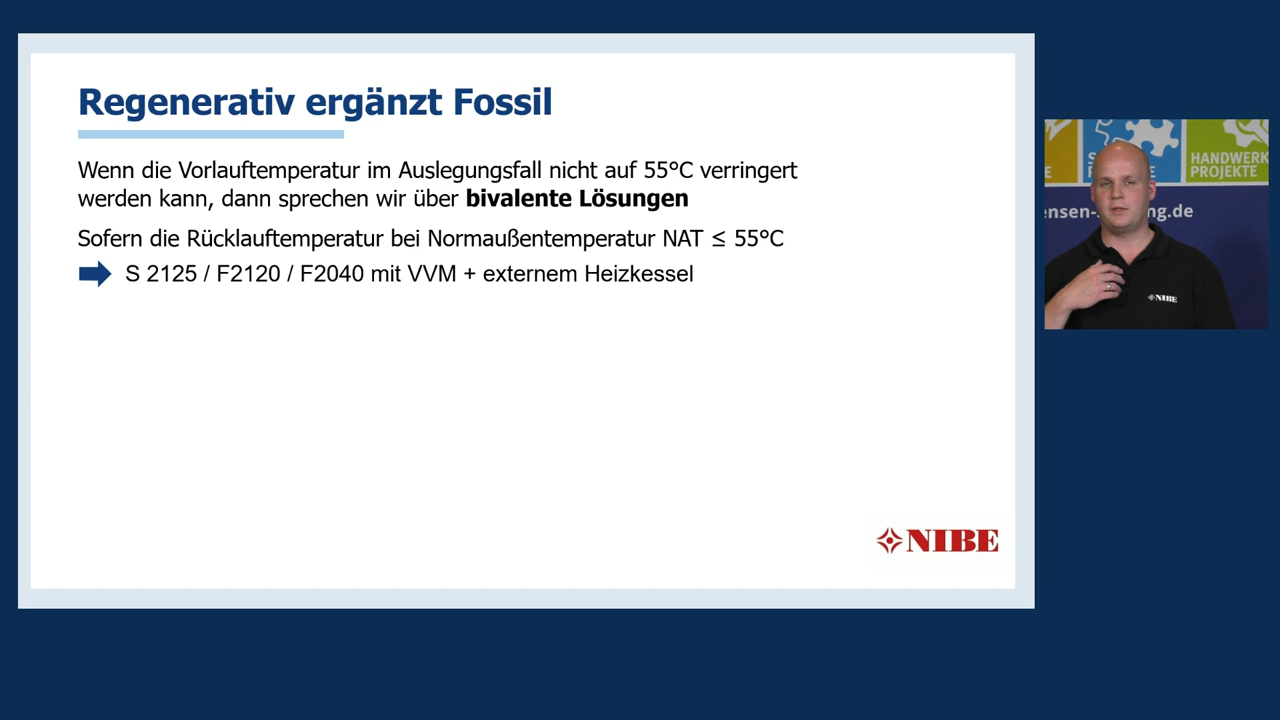 Regenerativ ergänzt Fossil
Wenn die Vorlauftemperatur im Auslegungsfall nicht auf 55°C verringert
werden kann, dann sprechen wir über bivalente Lösungen
Sofern die Rücklauftemperatur bei Normaußentemperatur NAT ≤ 55°C
S 2125 / F2120 / F2040 mit VVM + externem Heizkessel
NIBE
HANDWERK
PROJEKTE
NIBE